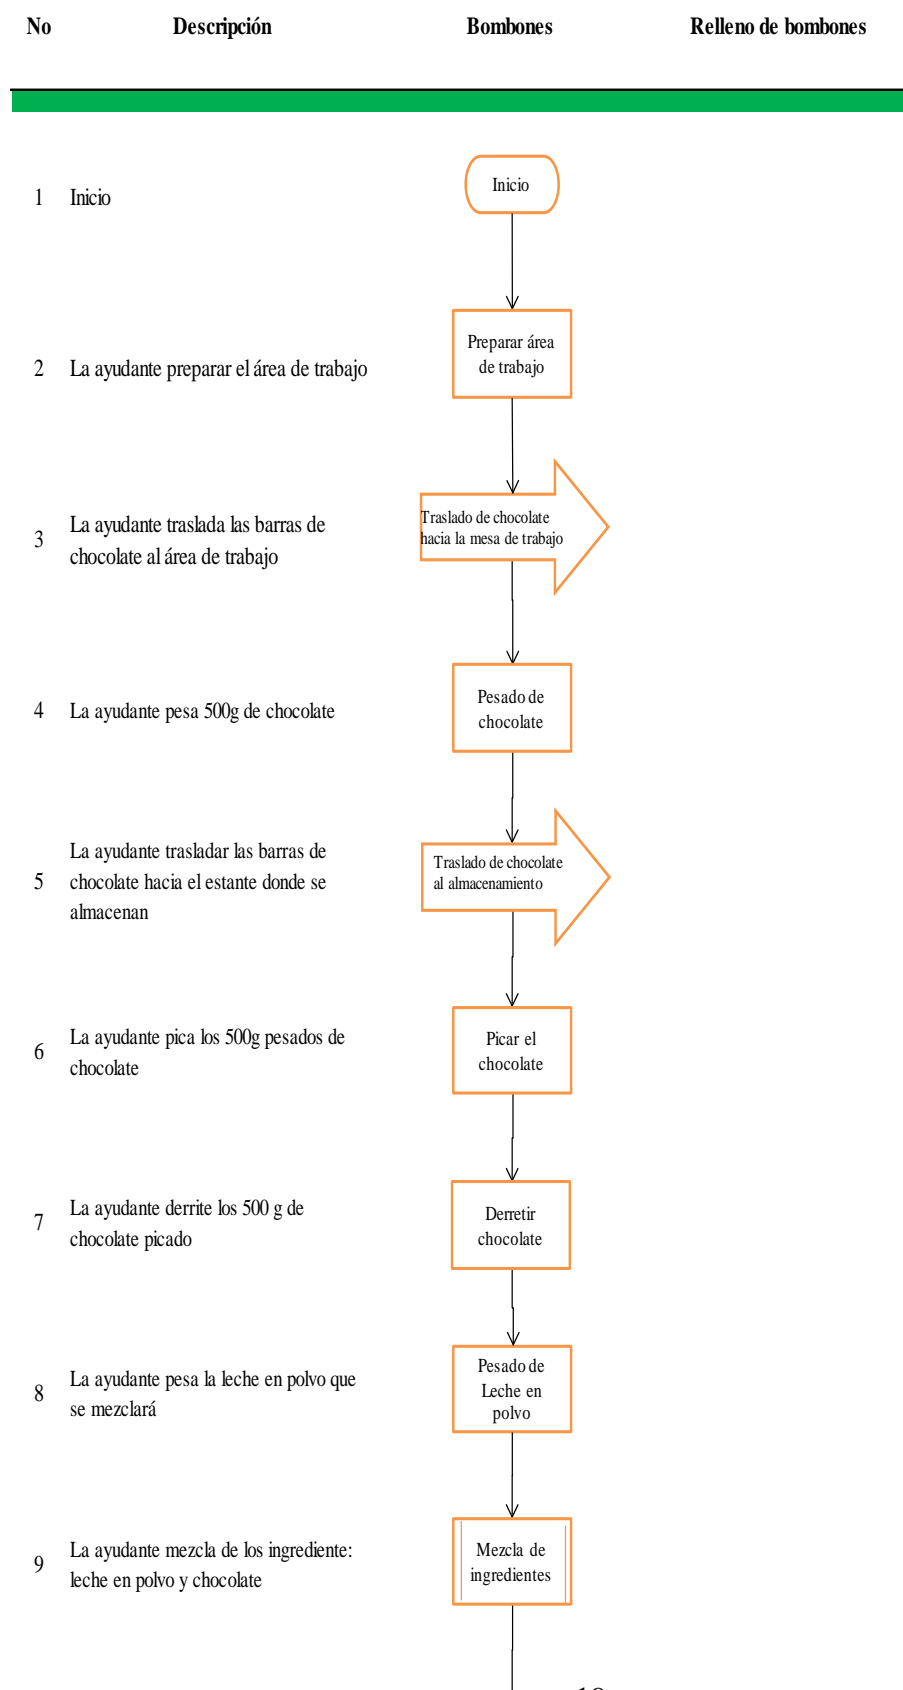 No Descripción Bombones Relleno de bombones
1 Inicio
Inicio
2 La ayudante preparar el área de trabajo
Preparar área
de trabajo
3 La ayudante traslada las barras de
chocolate al área de trabajo
Traslado de chocolate
hacia la mesa de trabajo
4 La ayudante pesa 500g de chocolate
Pesado de
chocolate
5 La ayudante trasladar las barras de
chocolate hacia el estante donde se
almacenan
Traslado de chocolate
al almacenamiento
6 La ayudante pica los 500g pesados de
chocolate
Picar el
chocolate
7 La ayudante derrite los 500 g de
chocolate picado
Derretir
chocolate
8 La ayudante pesa la leche en polvo que
se mezclará
Pesado de
Leche en
polvo
9 La ayudante mezcla de los ingrediente:
leche en polvo y chocolate
Mezcla de
ingredientes